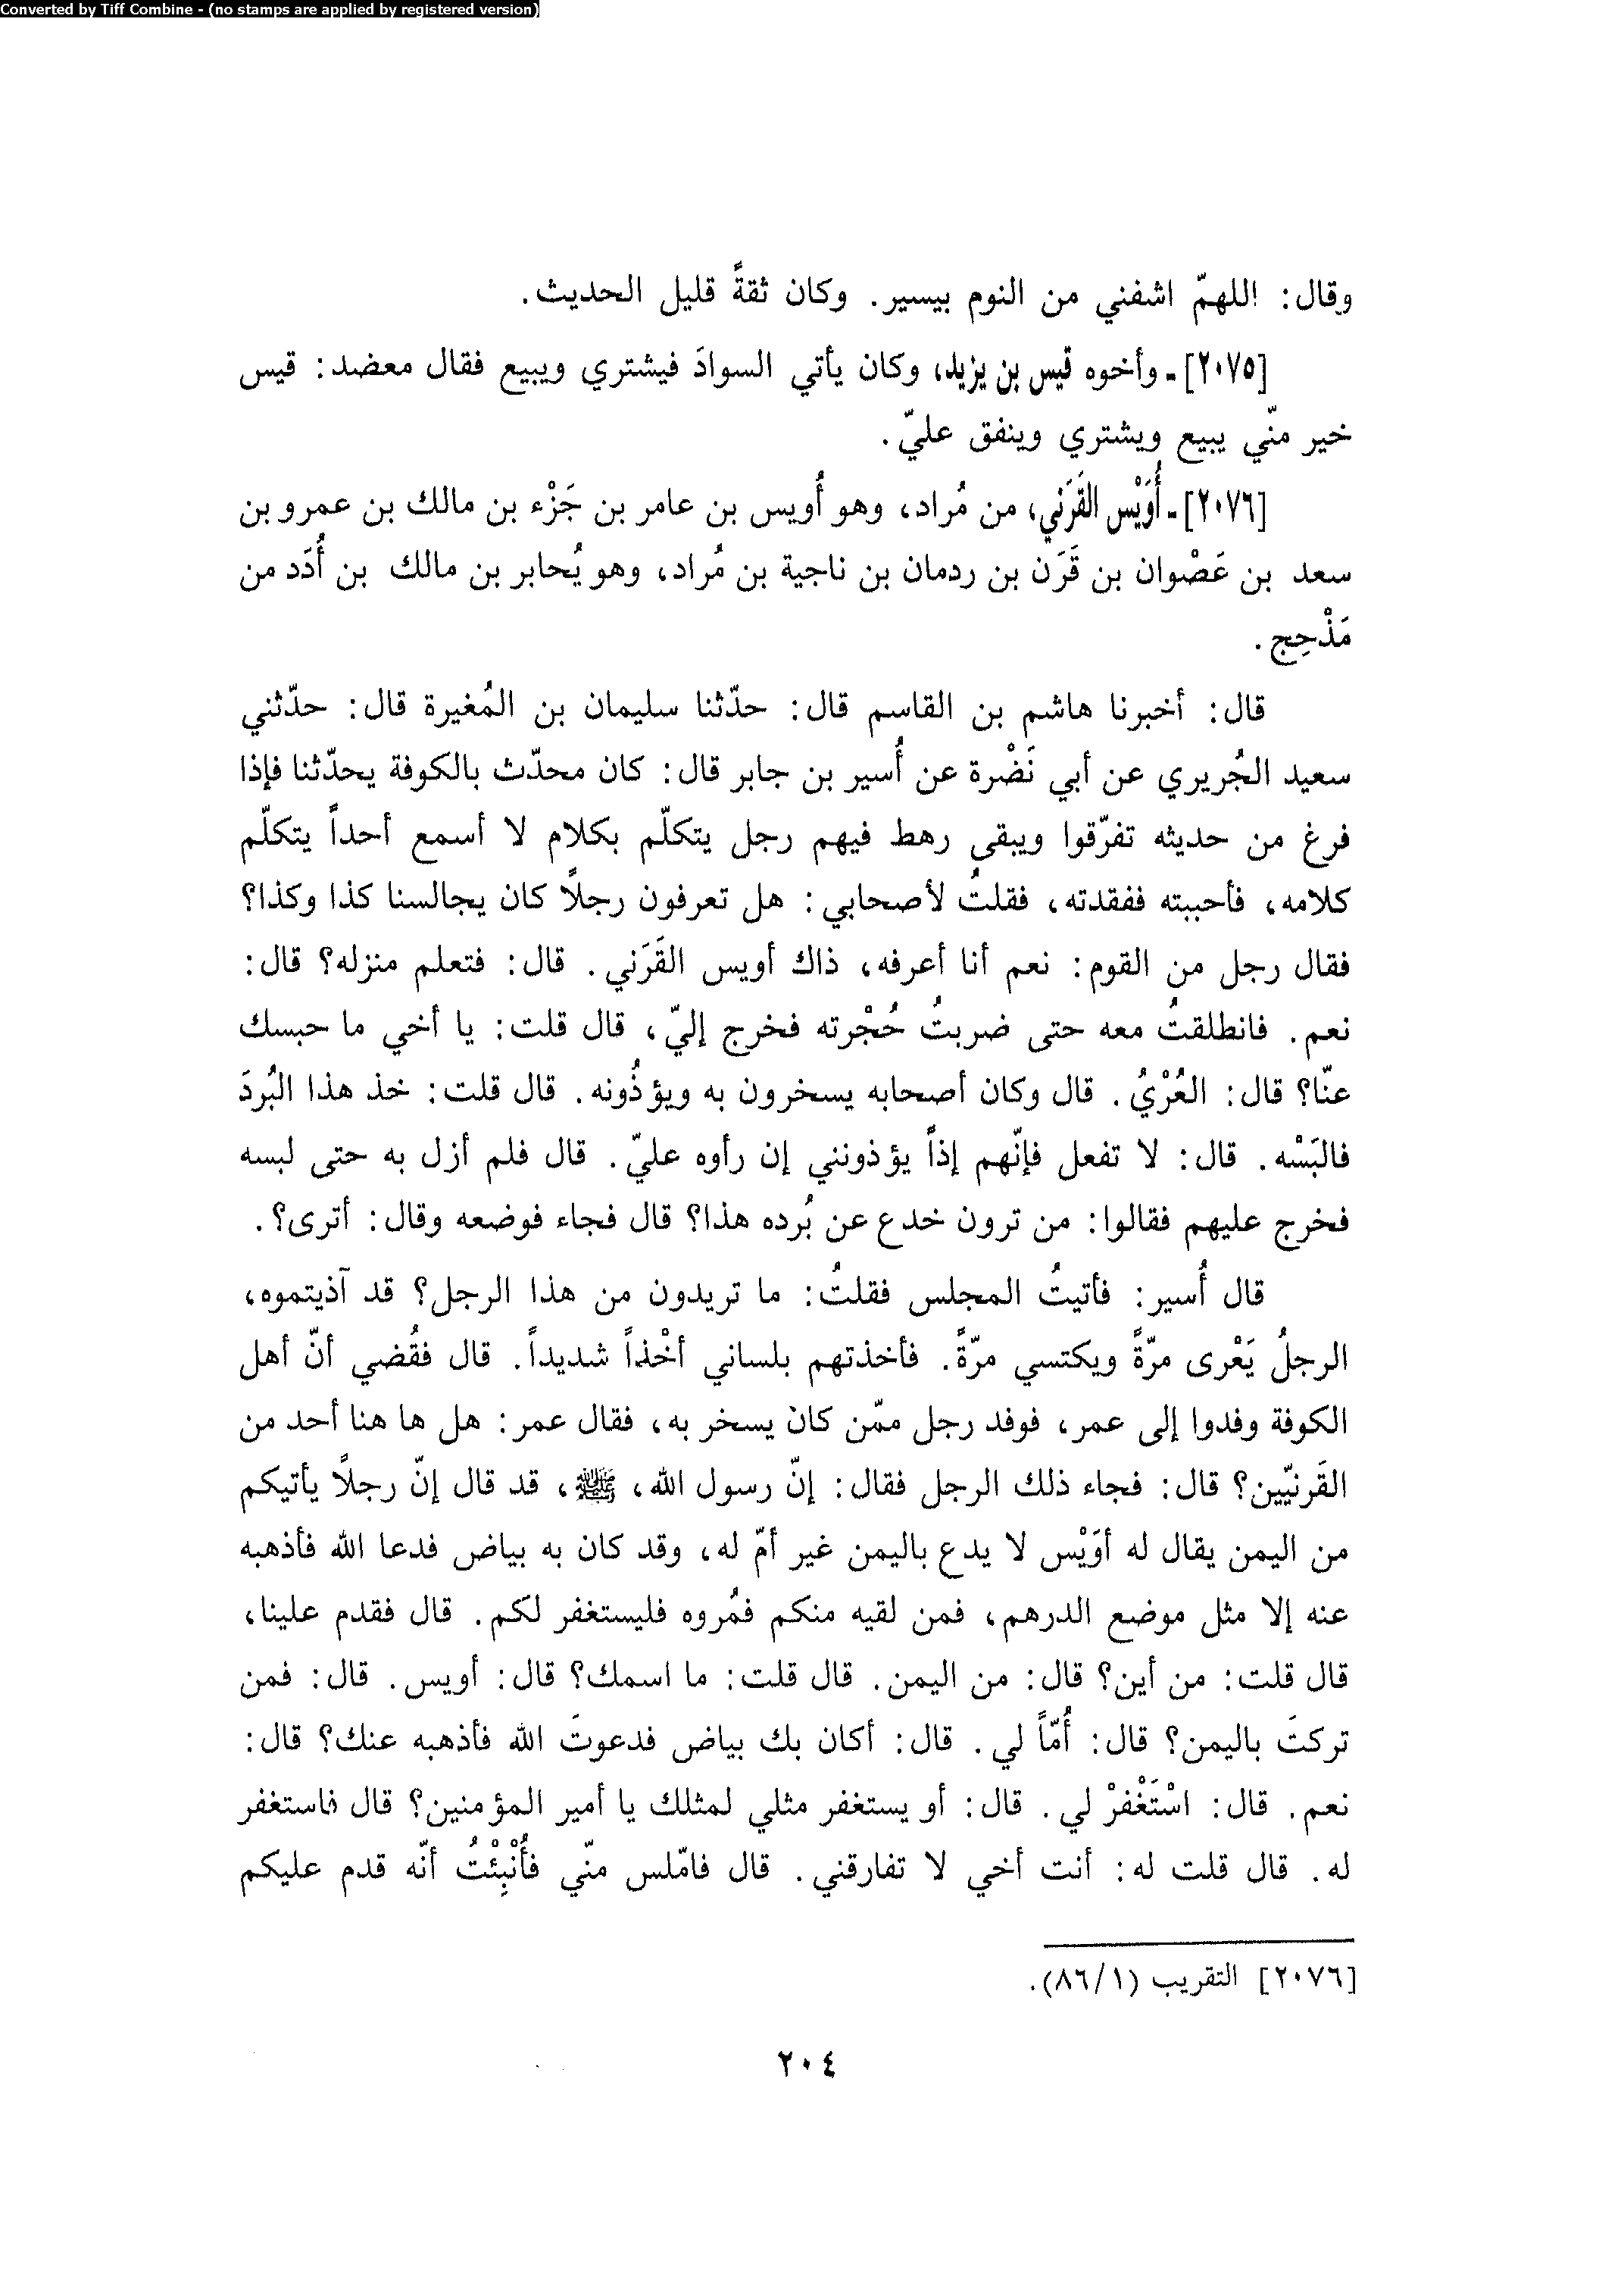 Converted by Tiff Combine - (no stamps are applied by registered version)
وقال: اللهمّ اشفني من النوم بيسير. وكان ثقةً قليل الحديث.
[٢٠٧٥] ـ وأخوه قيس بن يزيد، وكان يأتي السوادَ فيشتري ويبيع فقال معضد: قيس
خير منّي يبيع ويشتري وينفق عليّ.
[٢٠٧٦] ـ أُوَيْس القَرَني، من مُراد، وهو أُويس بن عامر بن جَزْء بن مالك بن عمرو بن
سعد بن عَصْوان بن قَرَن بن ردمان بن ناجية بن مُراد، وهو يُحابر بن مالك بن أُدَد من
مَذْحِج.
قال: أخبرنا هاشم بن القاسم قال: حدّثنا سليمان بن المُغيرة قال: حدّثني
سعيد الجُريري عن أبي نَضْرة عن أُسير بن جابر قال: كان محدّث بالكوفة يحدّثنا فإذا
فرغ من حديثه تفرّقوا ويبقى رهط فيهم رجل يتكلّم بكلام لا أسمع أحداً يتكلّم
كلامه، فأحببته ففقدته، فقلتُ لأصحابي: هل تعرفون رجلًا كان يجالسنا كذا وكذا؟
فقال رجل من القوم: نعم أنا أعرفه، ذاك أويس القَرَني. قال: فتعلم منزله؟ قال:
نعم. فانطلقتُ معه حتى ضربتُ حُجْرته فخرج إليّ، قال قلت: يا أخي ما حبسك
عنّا؟ قال: العُرْيُ. قال وكان أصحابه يسخرون به ويؤذُونه. قال قلت: خذ هذا البُردَ
فالبَسْه. قال: لا تفعل فإنّهم إذاً يؤذونني إن رأوه عليّ. قال فلم أزل به حتى لبسه
فخرج عليهم فقالوا: من ترون خدع عن بُرده هذا؟ قال فجاء فوضعه وقال: أترى؟.
قال أُسير: فأتيتُ المجلس فقلتُ: ما تريدون من هذا الرجل؟ قد آذيتموه،
الرجلُ يَعْرى مرّةً ويكتسي مرّةً. فأخذتهم بلساني أخْذاً شديداً. قال فقُضي أنّ أهل
الكوفة وفدوا إلى عمر، فوفد رجل ممّن كان يسخر به، فقال عمر: هل ها هنا أحد من
القَرنيّين؟ قال: فجاء ذلك الرجل فقال: إنّ رسول الله، ﷺ، قد قال إنّ رجلًا يأتيكم
من اليمن يقال له أوَيْس لا يدع باليمن غير أمّ له، وقد كان به بياض فدعا الله فأذهبه
عنه إلا مثل موضع الدرهم، فمن لقيه منكم فمُروه فليستغفر لكم. قال فقدم علينا،
قال قلت: من أين؟ قال: من اليمن. قال قلت: ما اسمك؟ قال: أويس. قال: فمن
تركتَ باليمن؟ قال: أُمّاً لي. قال: أكان بك بياض فدعوتَ الله فأذهبه عنك؟ قال:
نعم. قال: اسْتَغْفرْ لي. قال: أو يستغفر مثلي لمثلك يا أمير المؤمنين؟ قال فاستغفر
له. قال قلت له: أنت أخي لا تفارقني. قال فامّلس منّي فأُنْبِئْتُ أنّه قدم عليكم
[٢٠٧٦] التقريب (٨٦/١).
٢٠٤